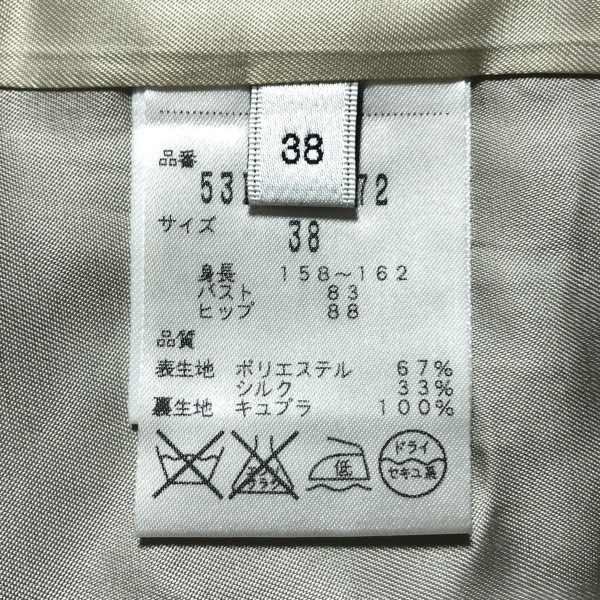 38
品番
53 72
サイズ 38
身長 158～162
バスト 83
ヒップ 88
品質
表生地 ポリエステル 67%
シルク 33%
裏生地 キュプラ 100%
低
ドライ
セキユ系